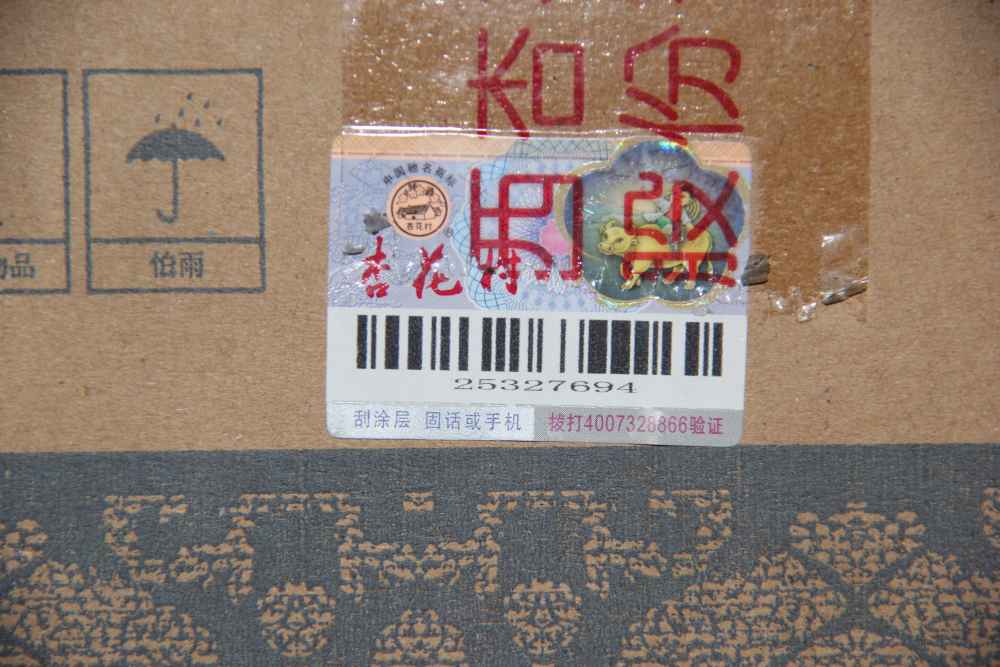 品
怕雨
中国驰名商标
杏花村
杏花村
25327694
刮涂层 固话或手机
拨打4007328866验证